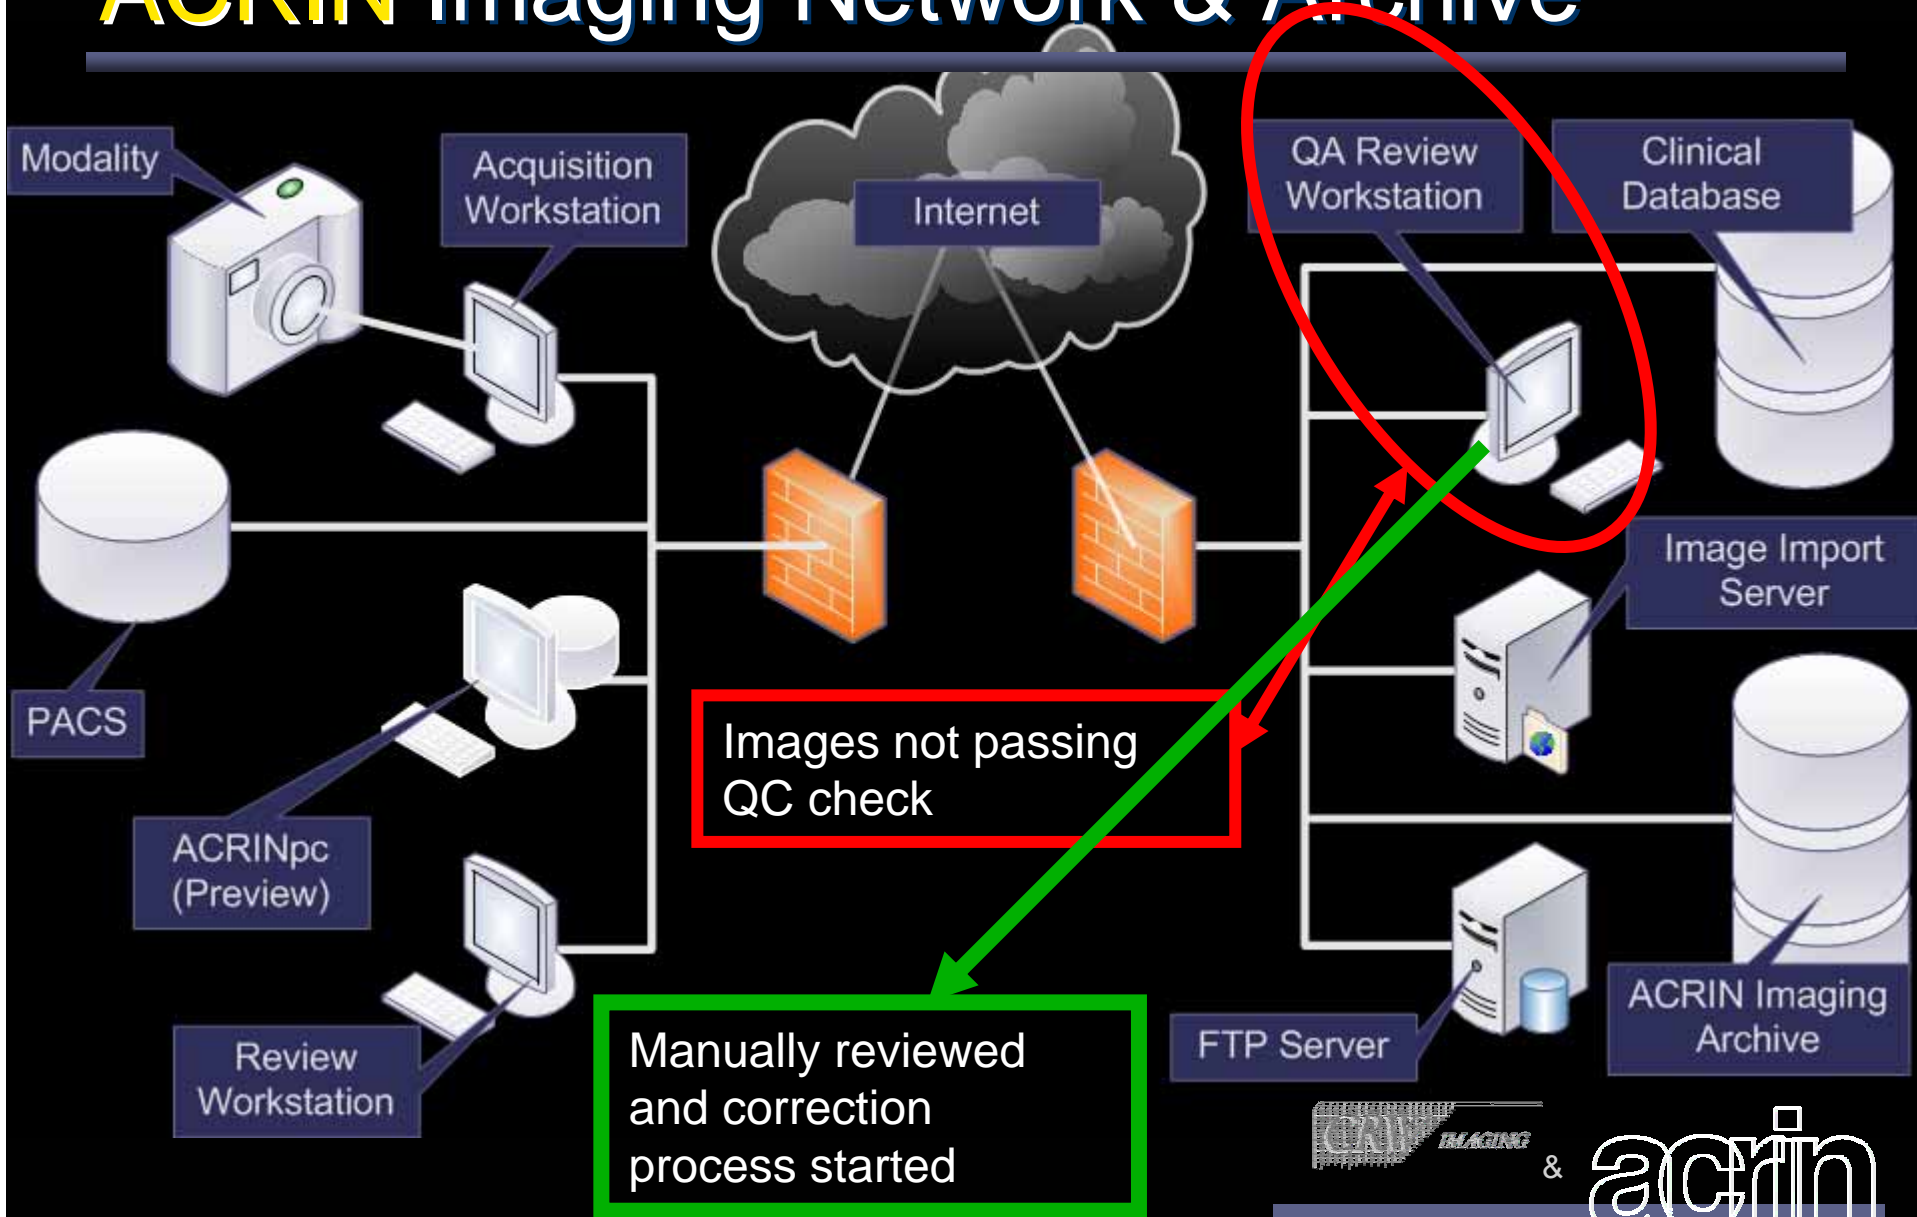 ACRIN Imaging Network & Archive
Modality
Acquisition
Workstation
Internet
QA Review
Workstation
Clinical
Database
Image Import
Server
PACS
Images not passing
QC check
ACRINpc
(Preview)
Review
Workstation
Manually reviewed
and correction
process started
FTP Server
ACRIN Imaging
Archive
IMAGING
&
acrin